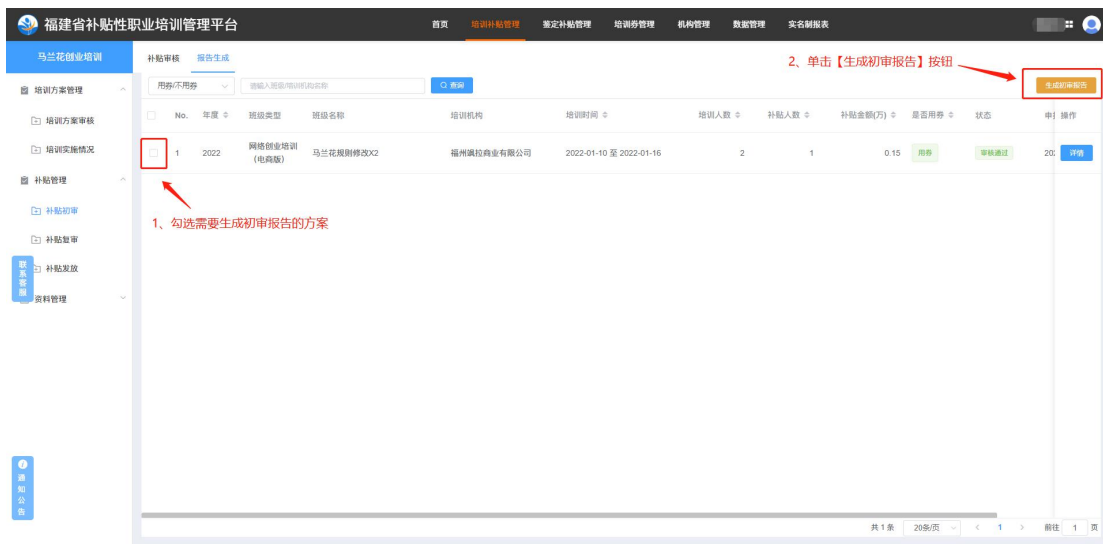 福建省补贴性职业培训管理平台
首页 培训补贴管理 鉴定补贴管理 培训券管理 机构管理 数据管理 实名制报表
马兰花创业培训
补贴审核 报告生成
2、单击【生成初审报告】按钮
培训方案管理
用券/不用券 请输入班级/培训机构名称 查询 生成初审报告
培训方案审核
No. 年度 班级类型 班级名称 培训机构 培训时间 培训人数 补贴人数 补贴金额(万) 是否用券 状态 操作
培训实施情况
1 2022 网络创业培训(电商版) 马兰花规则修改X2 福州飒拉商业有限公司 2022-01-10 至 2022-01-16 2 1 0.15 用券 审核通过 详情
补贴管理
补贴初审
1、勾选需要生成初审报告的方案
补贴复审
补贴发放
联系客服
资料管理
通知公告
共 1 条 20条/页 1 前往 1 页